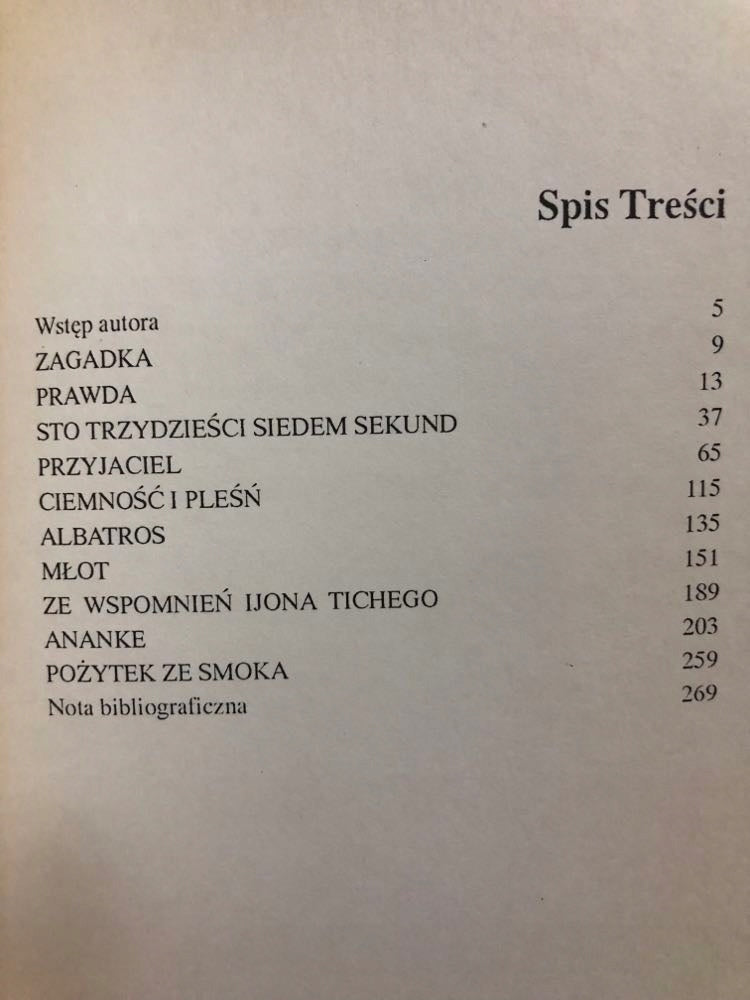 Spis Treści
Wstęp autora 5
ZAGADKA 9
PRAWDA 13
STO TRZYDZIEŚCI SIEDEM SEKUND 37
PRZYJACIEL 65
CIEMNOŚĆ I PLEŚŃ 115
ALBATROS 135
MŁOT 151
ZE WSPOMNIEŃ IJONA TICHEGO 189
ANANKE 203
POŻYTEK ZE SMOKA 259
Nota bibliograficzna 269